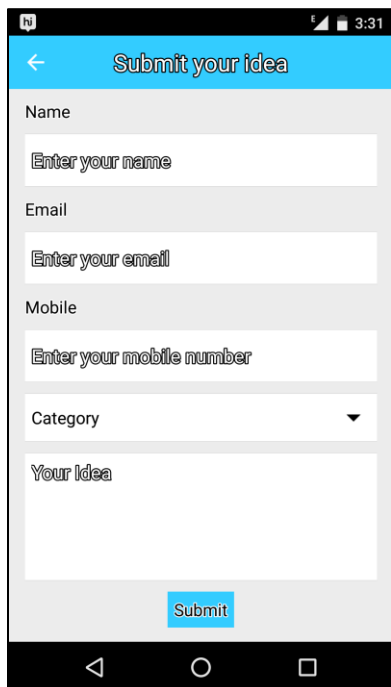 hi
E 3:31
Submit your idea
Name
Enter your name
Email
Enter your email
Mobile
Enter your mobile number
Category
Your Idea
Submit